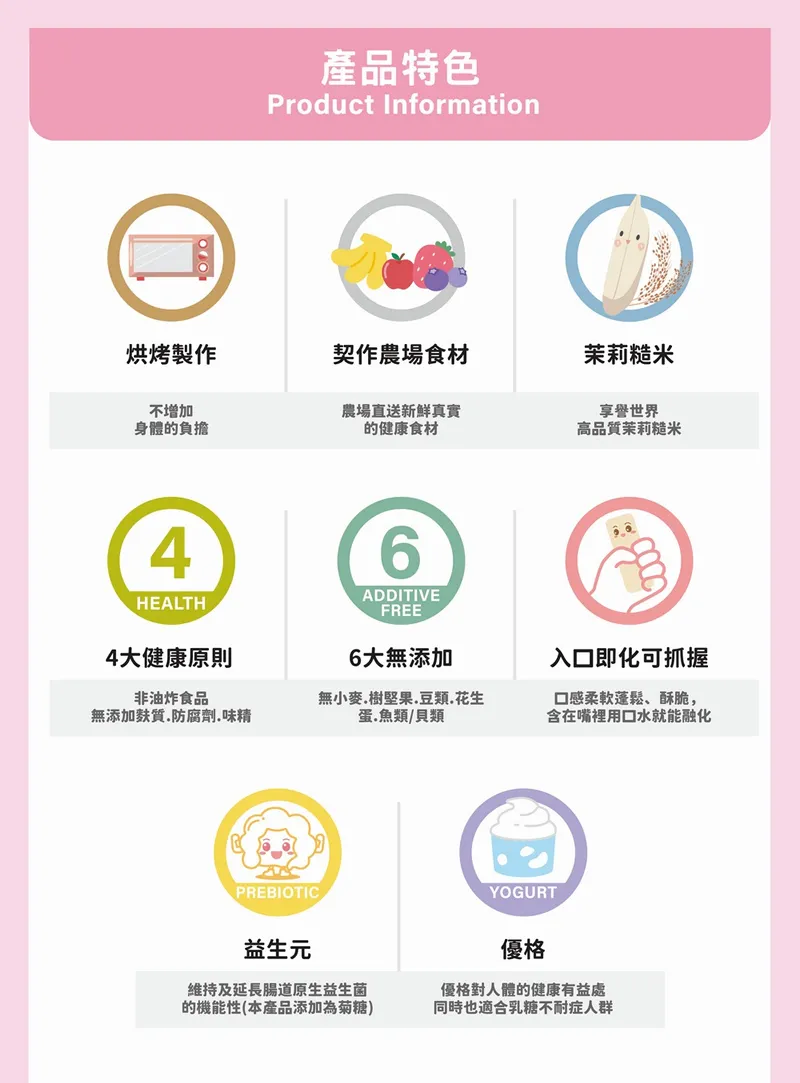 產品特色
Product Information
烘烤製作
契作農場食材
茉莉糙米
不增加
身體的負擔
農場直送新鮮真實
的健康食材
享譽世界
高品質茉莉糙米
4
HEALTH
6
ADDITIVE
FREE
4大健康原則
6大無添加
入口即化可抓握
非油炸食品
無添加麩質.防腐劑.味精
無小麥.樹堅果.豆類.花生
蛋.魚類/貝類
口感柔軟蓬鬆、酥脆，
含在嘴裡用口水就能融化
PREBIOTIC
YOGURT
益生元
優格
維持及延長腸道原生益生菌
的機能性(本產品添加為菊糖)
優格對人體的健康有益處
同時也適合乳糖不耐症人群